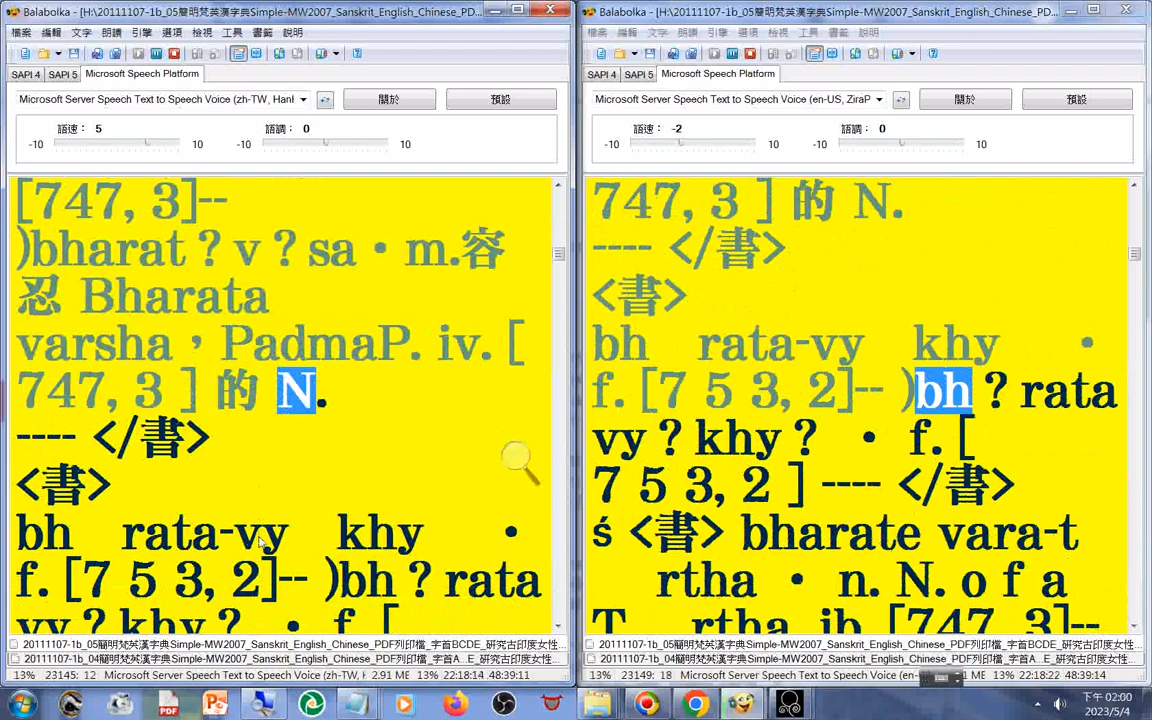 Balabolka - [H:\20111107-1b_05簡明梵英漢字典Simple-MW2007_Sanskrit_English_Chinese_PD...
檔案 編輯 文字 朗讀 引擎 選項 檢視 工具 書籤 說明
SAPI 4 SAPI 5 Microsoft Speech Platform
Microsoft Server Speech Text to Speech Voice (zh-TW, Hanl
關於
預設
語速： 5
語調： 0
-10 10 -10 10
[747, 3]--
)bharat？v？sa•m.容
忍 Bharata
varsha，PadmaP. iv. [
747, 3 ] 的 N.
---- </書>
<書>
bh rata-vy khy •
f. [7 5 3, 2]-- )bh？rata
vy？khy？ • f. [
20111107-1b_05簡明梵英漢字典Simple-MW2007_Sanskrit_English_Chinese_PDF列印檔_字首BCDE_研究古印度女性...
20111107-1b_04簡明梵英漢字典Simple-MW2007_Sanskrit_English_Chinese_PDF列印檔_字首A...E_研究古印度女性...
13% 23145: 12 Microsoft Server Speech Text to Speech Voice (zh-TW, H 2.91 ME 13% 22:18:14 48:39:11
Balabolka - [H:\20111107-1b_05簡明梵英漢字典Simple-MW2007_Sanskrit_English_Chinese_PD...
檔案 編輯 文字 朗讀 引擎 選項 檢視 工具 書籤 說明
SAPI 4 SAPI 5 Microsoft Speech Platform
Microsoft Server Speech Text to Speech Voice (en-US, ZiraP
關於
預設
語速： -2
語調： 0
-10 10 -10 10
747, 3 ] 的 N.
---- </書>
<書>
bh rata-vy khy •
f. [7 5 3, 2]-- )bh？rata
vy？khy？ • f. [
7 5 3, 2 ] ---- </書>
ś <書> bharate vara-t
rtha • n. N. o f a
T rtha ib. [747, 3]--
20111107-1b_05簡明梵英漢字典Simple-MW2007_Sanskrit_English_Chinese_PDF列印檔_字首BCDE_研究古印度女性...
20111107-1b_04簡明梵英漢字典Simple-MW2007_Sanskrit_English_Chinese_PDF列印檔_字首A...E_研究古印度女性...
13% 23149: 18 Microsoft Server Speech Text to Speech Voice ME 13% 22:18:22 48:39:14
PDF
下午 02:00
2023/5/4